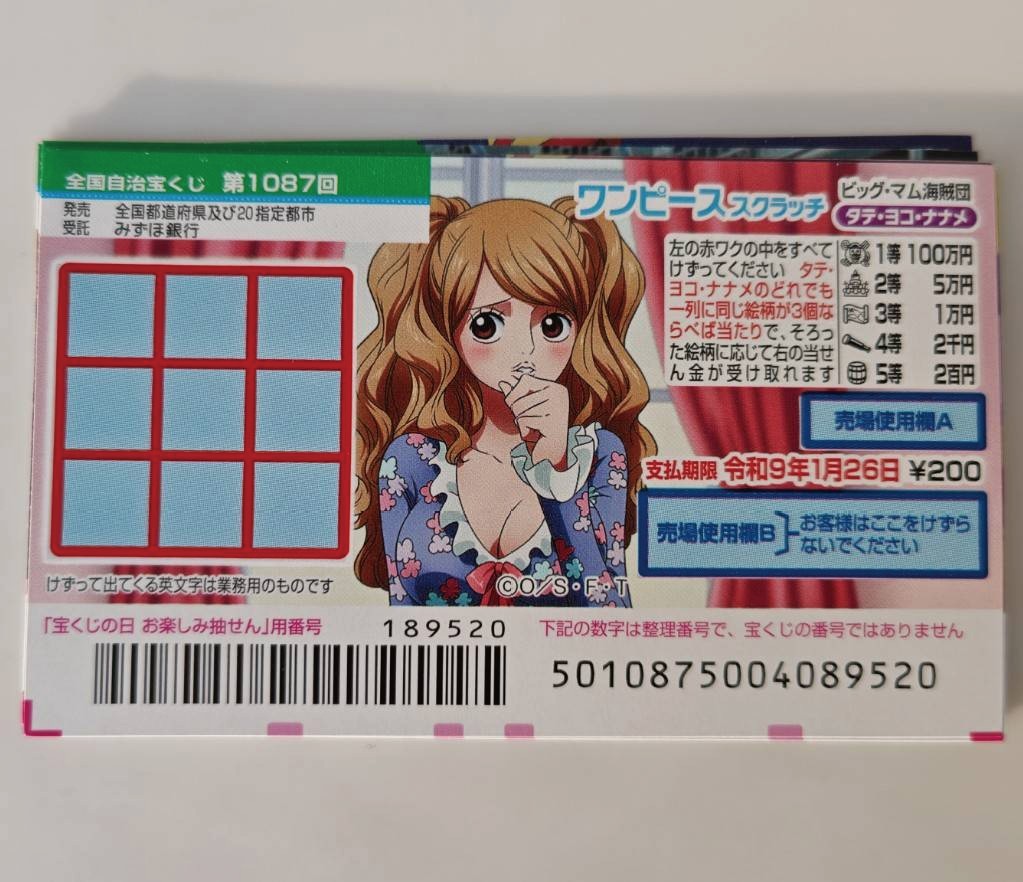 全国自治宝くじ 第1087回
発売 全国都道府県及び20指定都市
受託 みずほ銀行
ワンピーススクラッチ
ビッグ・マム海賊団
タテ・ヨコ・ナナメ
左の赤ワクの中をすべて
けずってください タテ・
ヨコ・ナナメのどれでも
一列に同じ絵柄が3個な
らべば当たりで、そろっ
た絵柄に応じて右の当せ
ん金が受け取れます
1等 100万円
2等 5万円
3等 1万円
4等 2千円
5等 2百円
売場使用欄A
支払期限 令和9年1月26日 ¥200
売場使用欄B
お客様はここをけずら
ないでください
けずって出てくる英文字は業務用のものです
©O/S・F・T
「宝くじの日 お楽しみ抽せん」用番号 189520
下記の数字は整理番号で、宝くじの番号ではありません
5010875004089520